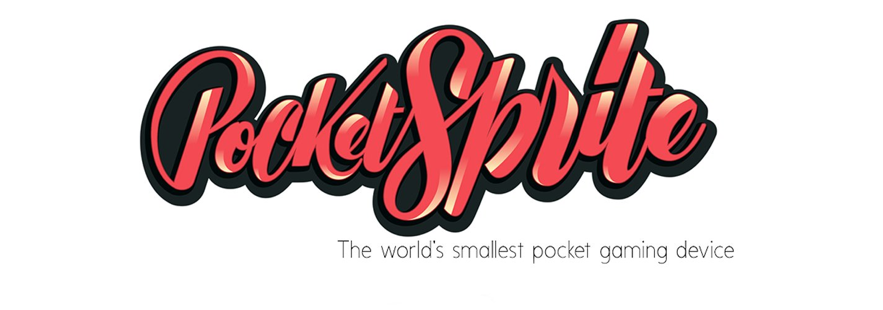 PocketSprite
The world's smallest pocket gaming device